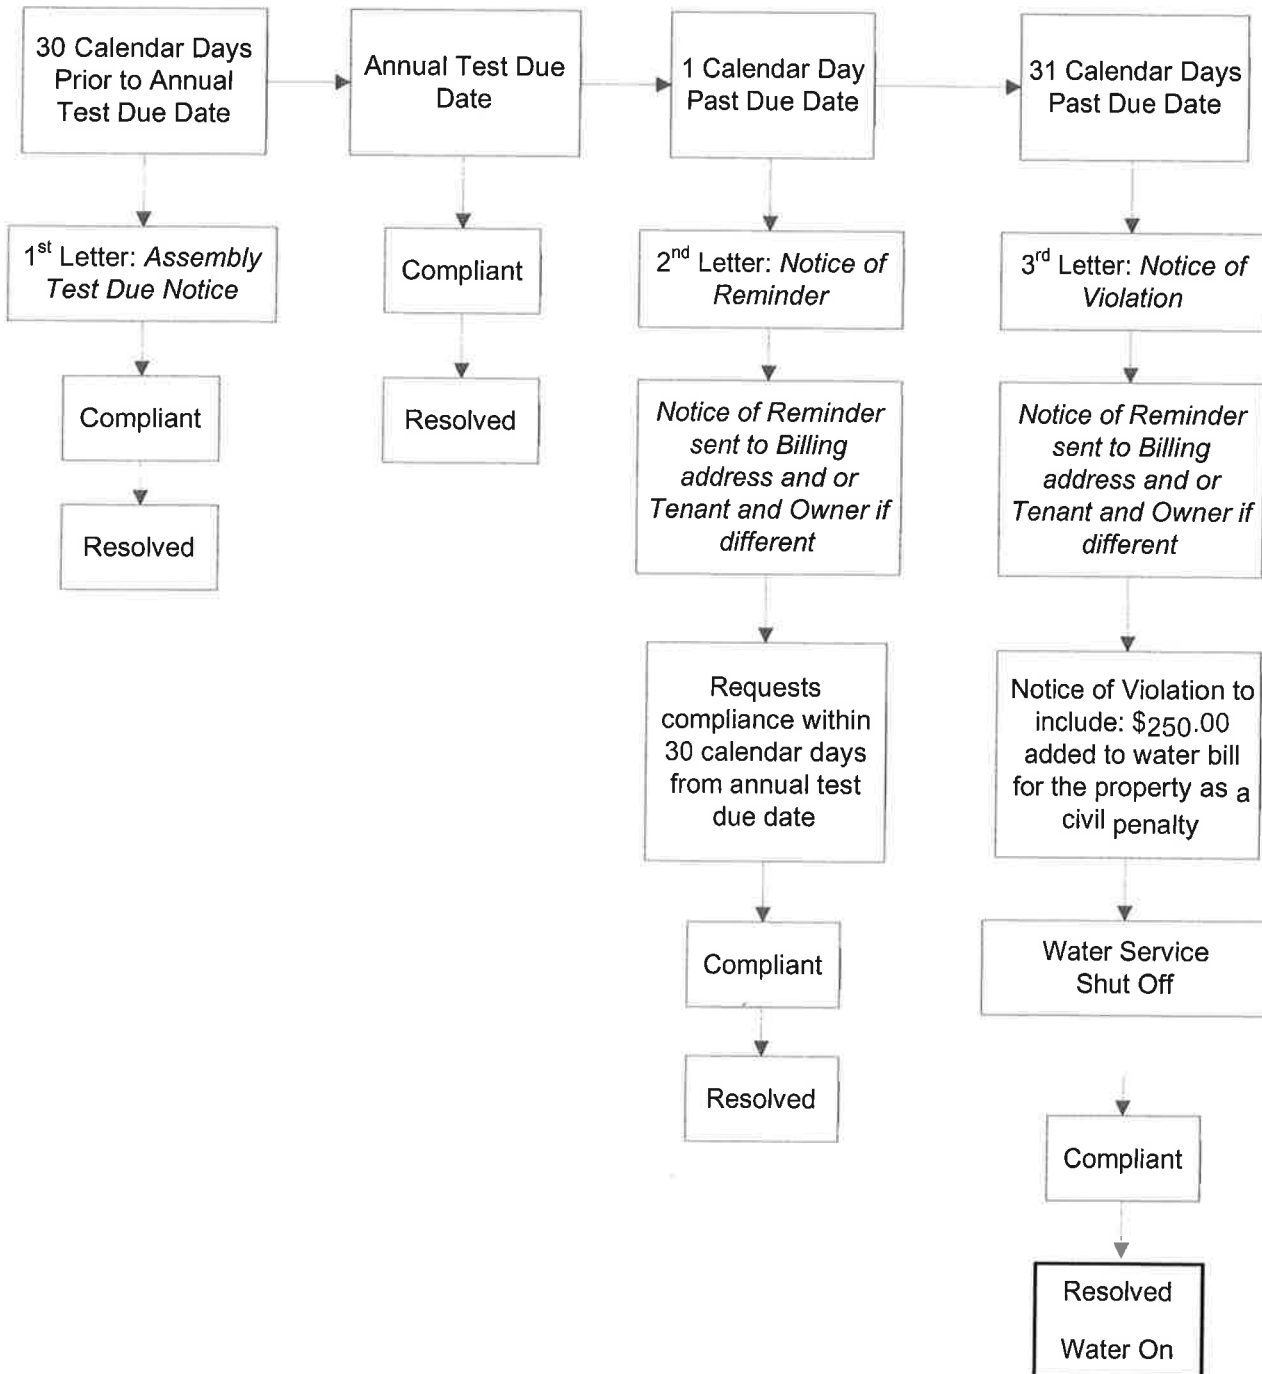 30 Calendar Days
Prior to Annual
Test Due Date
Annual Test Due
Date
1 Calendar Day
Past Due Date
31 Calendar Days
Past Due Date
1st Letter: Assembly
Test Due Notice
Compliant
2nd Letter: Notice of
Reminder
3rd Letter: Notice of
Violation
Compliant
Resolved
Notice of Reminder
sent to Billing
address and or
Tenant and Owner if
different
Notice of Reminder
sent to Billing
address and or
Tenant and Owner if
different
Resolved
Requests
compliance within
30 calendar days
from annual test
due date
Notice of Violation to
include: $250.00
added to water bill
for the property as a
civil penalty
Compliant
Water Service
Shut Off
Resolved
Compliant
Resolved
Water On